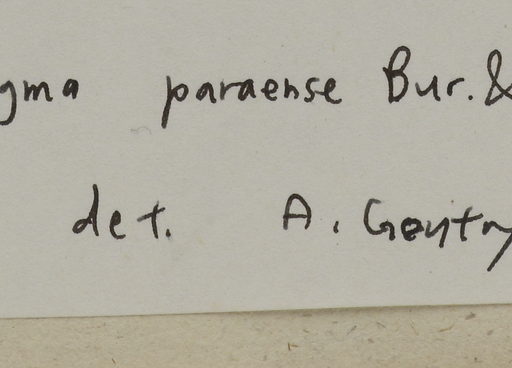 gma paraense Bur. &
det. A. Gentry